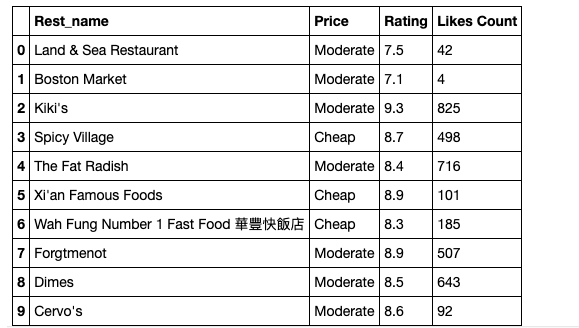 Rest_name Price Rating Likes Count
0 Land & Sea Restaurant Moderate 7.5 42
1 Boston Market Moderate 7.1 4
2 Kiki's Moderate 9.3 825
3 Spicy Village Cheap 8.7 498
4 The Fat Radish Moderate 8.4 716
5 Xi'an Famous Foods Cheap 8.9 101
6 Wah Fung Number 1 Fast Food 華豐快飯店 Cheap 8.3 185
7 Forgtmenot Moderate 8.9 507
8 Dimes Moderate 8.5 643
9 Cervo's Moderate 8.6 92